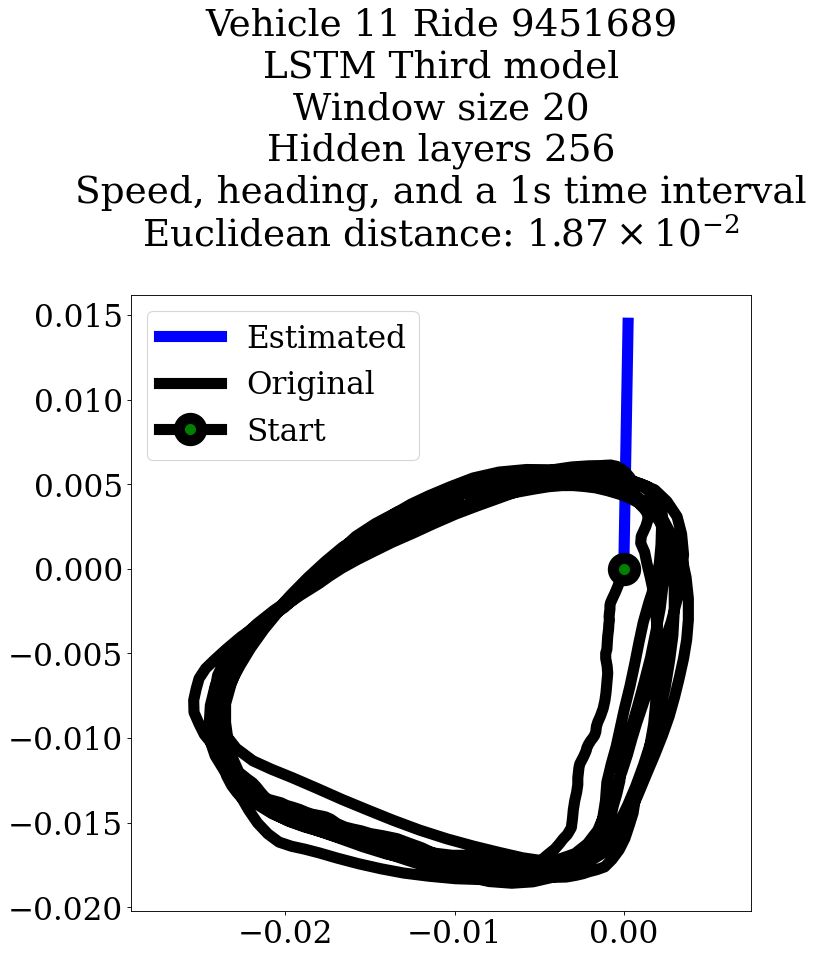 Vehicle 11 Ride 9451689
LSTM Third model
Window size 20
Hidden layers 256
Speed, heading, and a 1s time interval
Euclidean distance: 1.87 × 10⁻²
Estimated
Original
Start
0.015
0.010
0.005
0.000
−0.005
−0.010
−0.015
−0.020
−0.02 −0.01 0.00